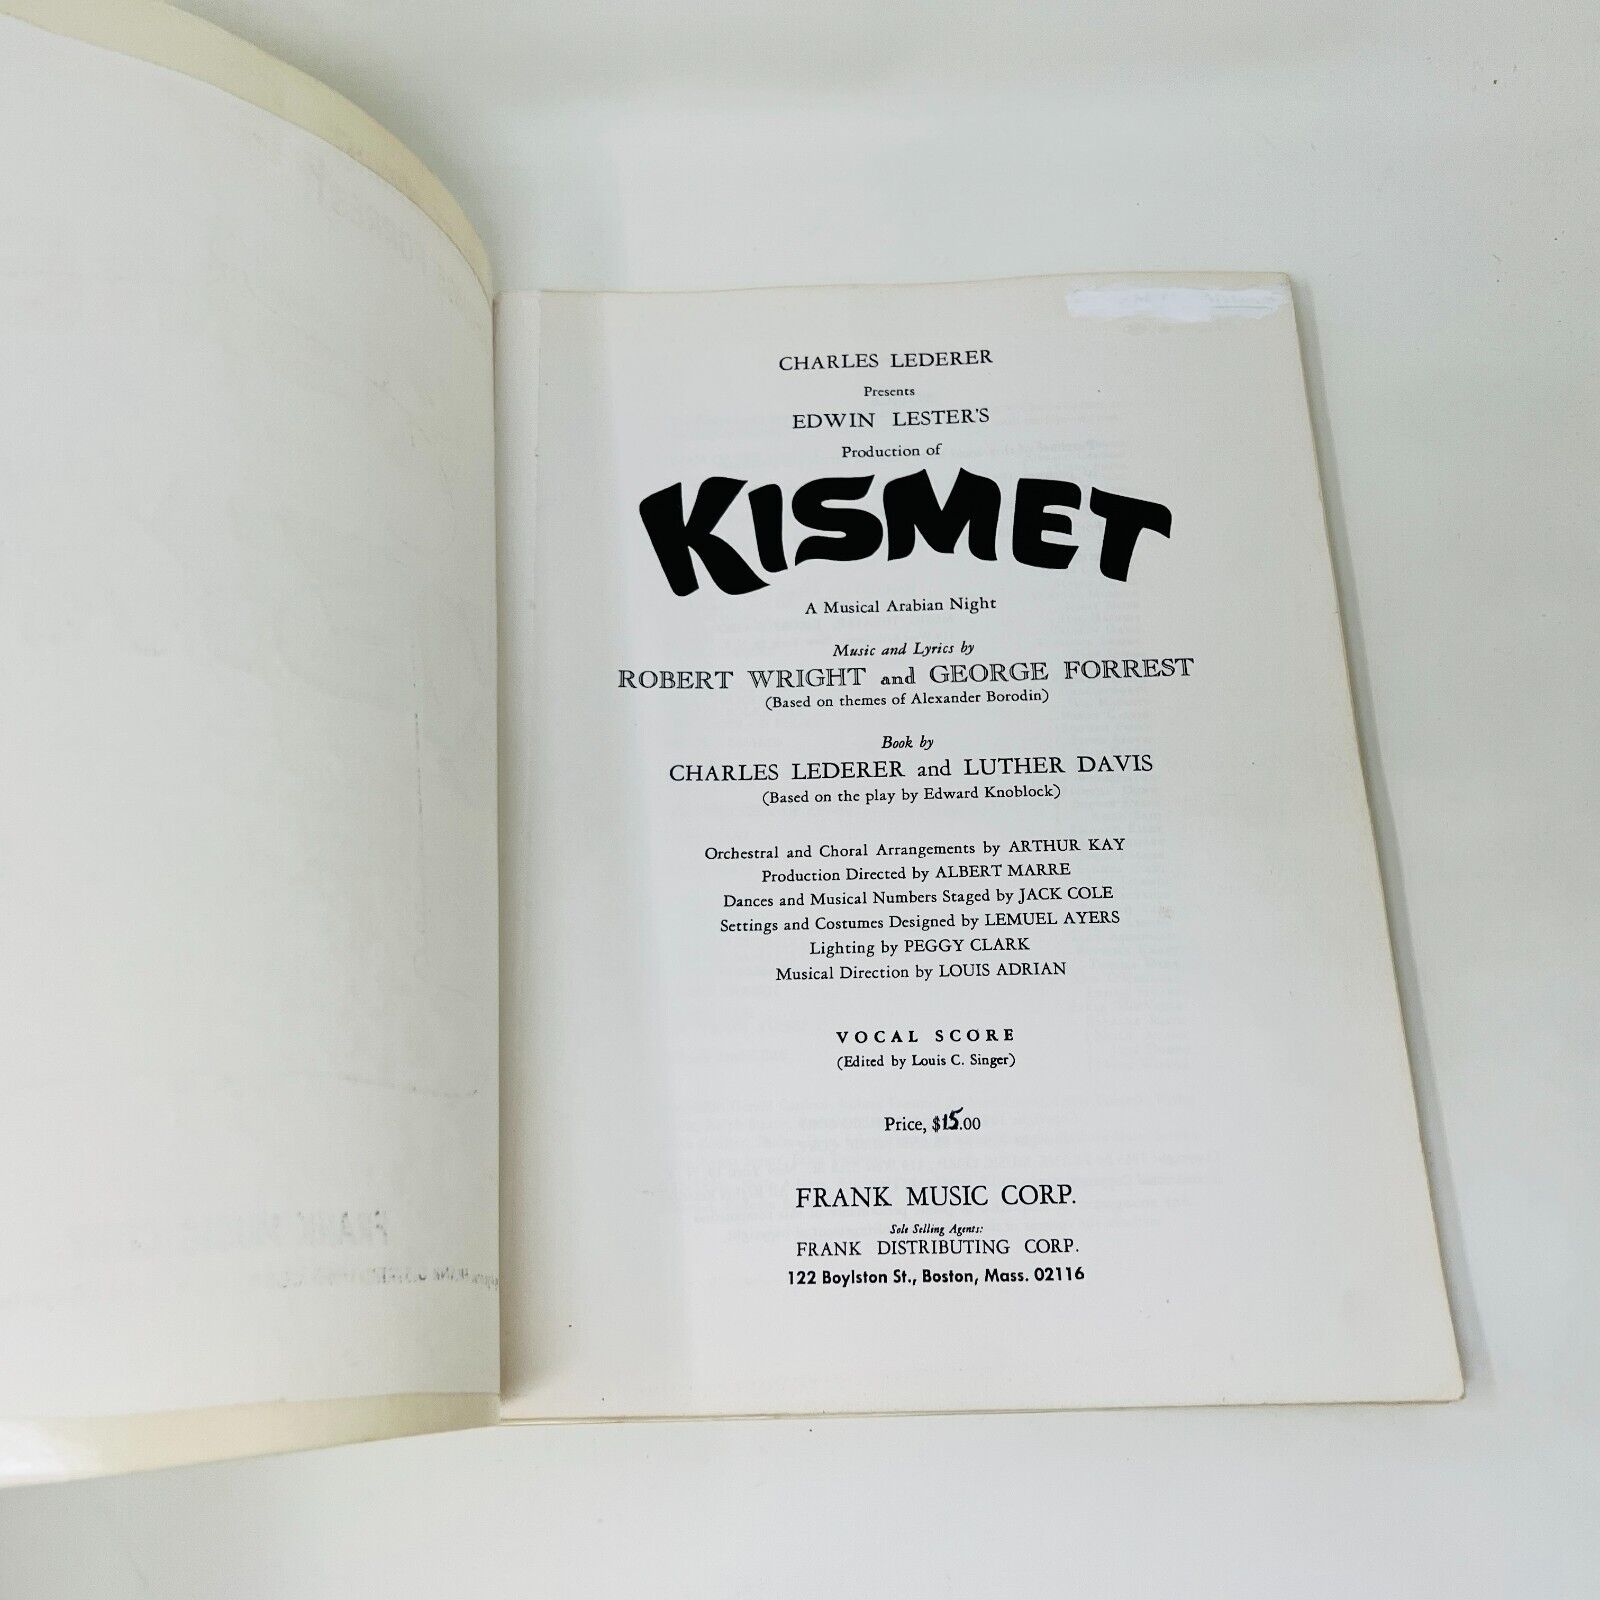 CHARLES LEDERER
Presents
EDWIN LESTER'S
Production of
KISMET
A Musical Arabian Night
Music and Lyrics by
ROBERT WRIGHT and GEORGE FORREST
(Based on themes of Alexander Borodin)
Book by
CHARLES LEDERER and LUTHER DAVIS
(Based on the play by Edward Knoblock)
Orchestral and Choral Arrangements by ARTHUR KAY
Production Directed by ALBERT MARRE
Dances and Musical Numbers Staged by JACK COLE
Settings and Costumes Designed by LEMUEL AYERS
Lighting by PEGGY CLARK
Musical Direction by LOUIS ADRIAN
VOCAL SCORE
(Edited by Louis C. Singer)
Price, $15.00
FRANK MUSIC CORP.
Sole Selling Agents:
FRANK DISTRIBUTING CORP.
122 Boylston St., Boston, Mass. 02116